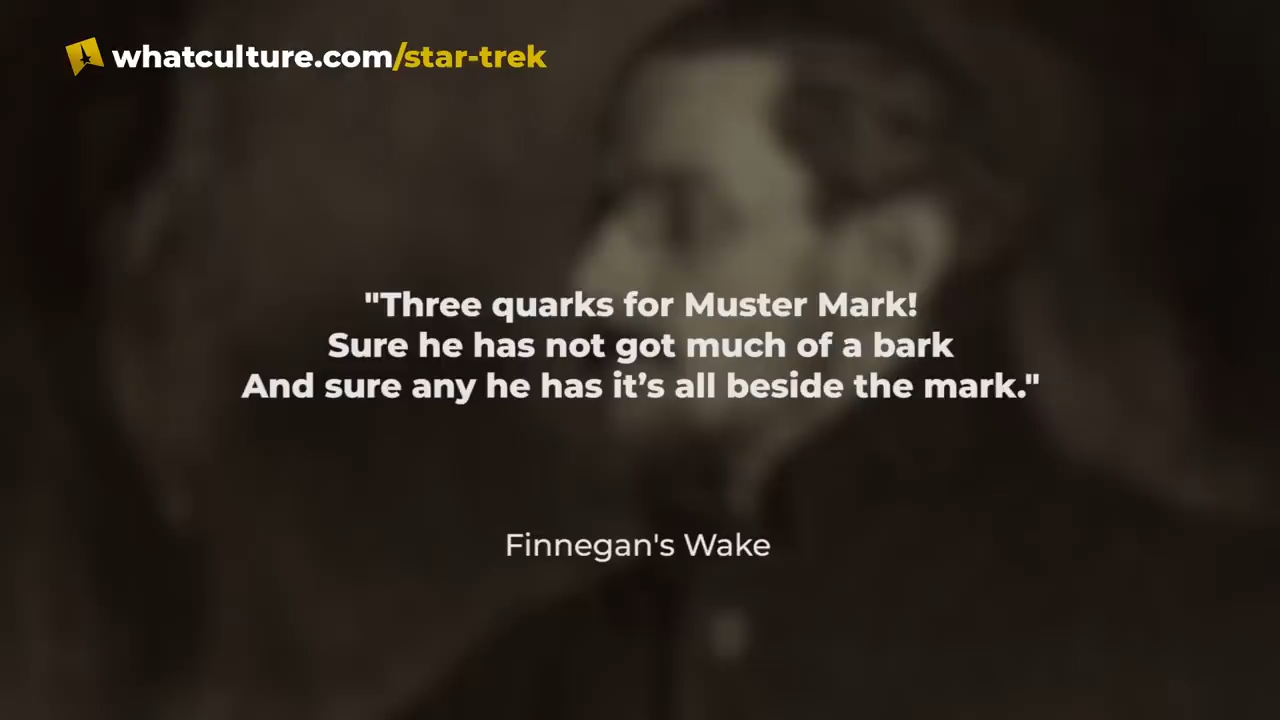 whatculture.com/star-trek
"Three quarks for Muster Mark!
Sure he has not got much of a bark
And sure any he has it’s all beside the mark."
Finnegan's Wake